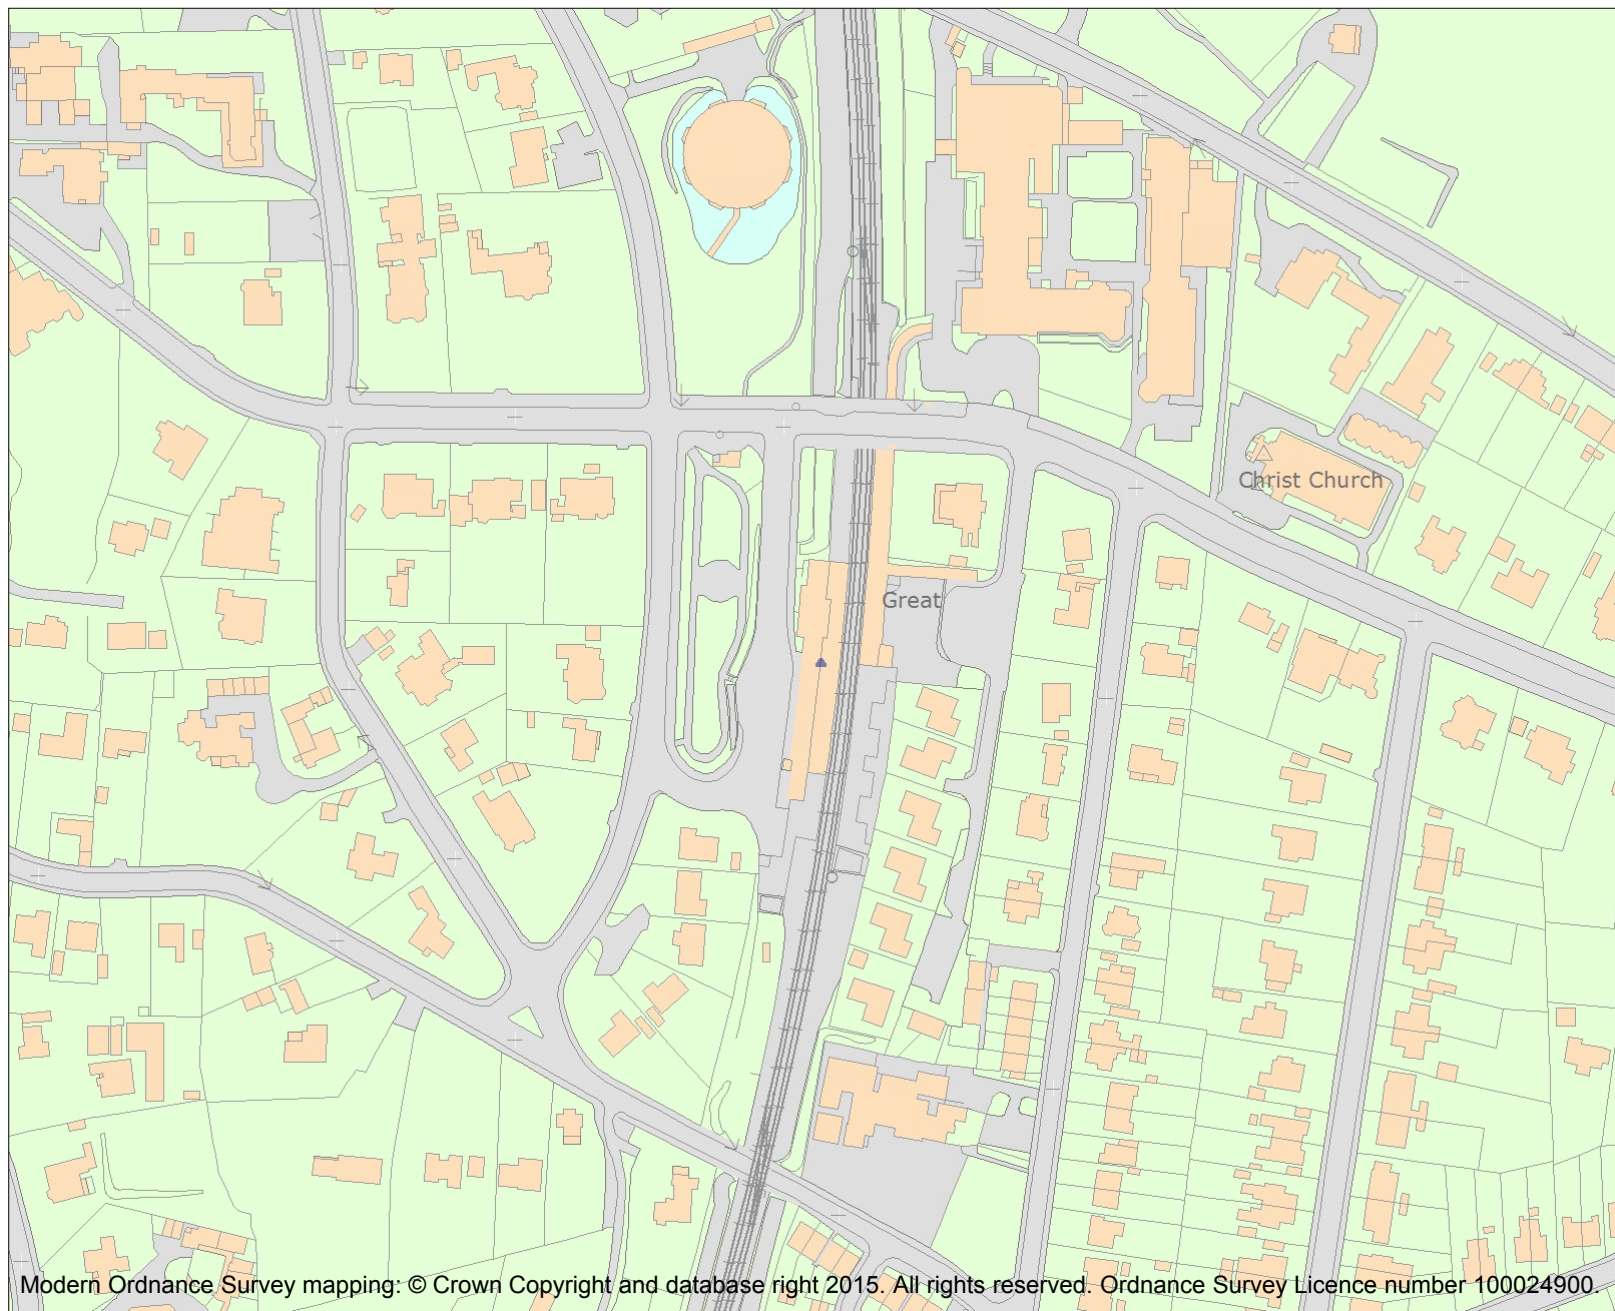 Christ Church
Great
Modern Ordnance Survey mapping: © Crown Copyright and database right 2015. All rights reserved. Ordnance Survey Licence number 100024900.